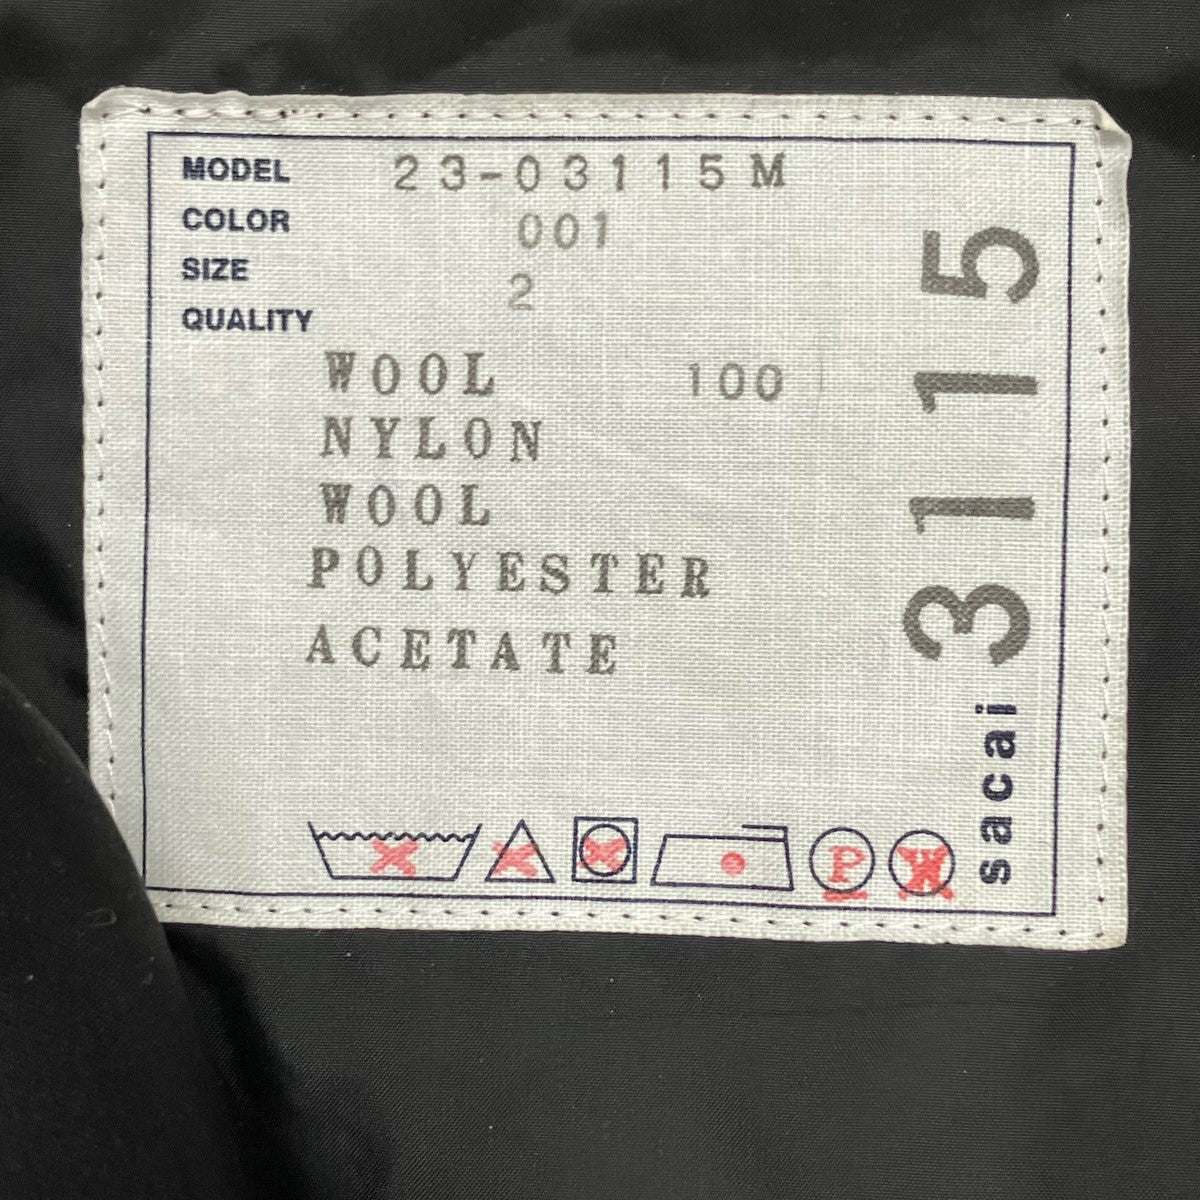 MODEL 23-03115M
COLOR 001
SIZE 2
QUALITY
WOOL 100
NYLON
WOOL
POLYESTER
ACETATE
P W
sacai 3115